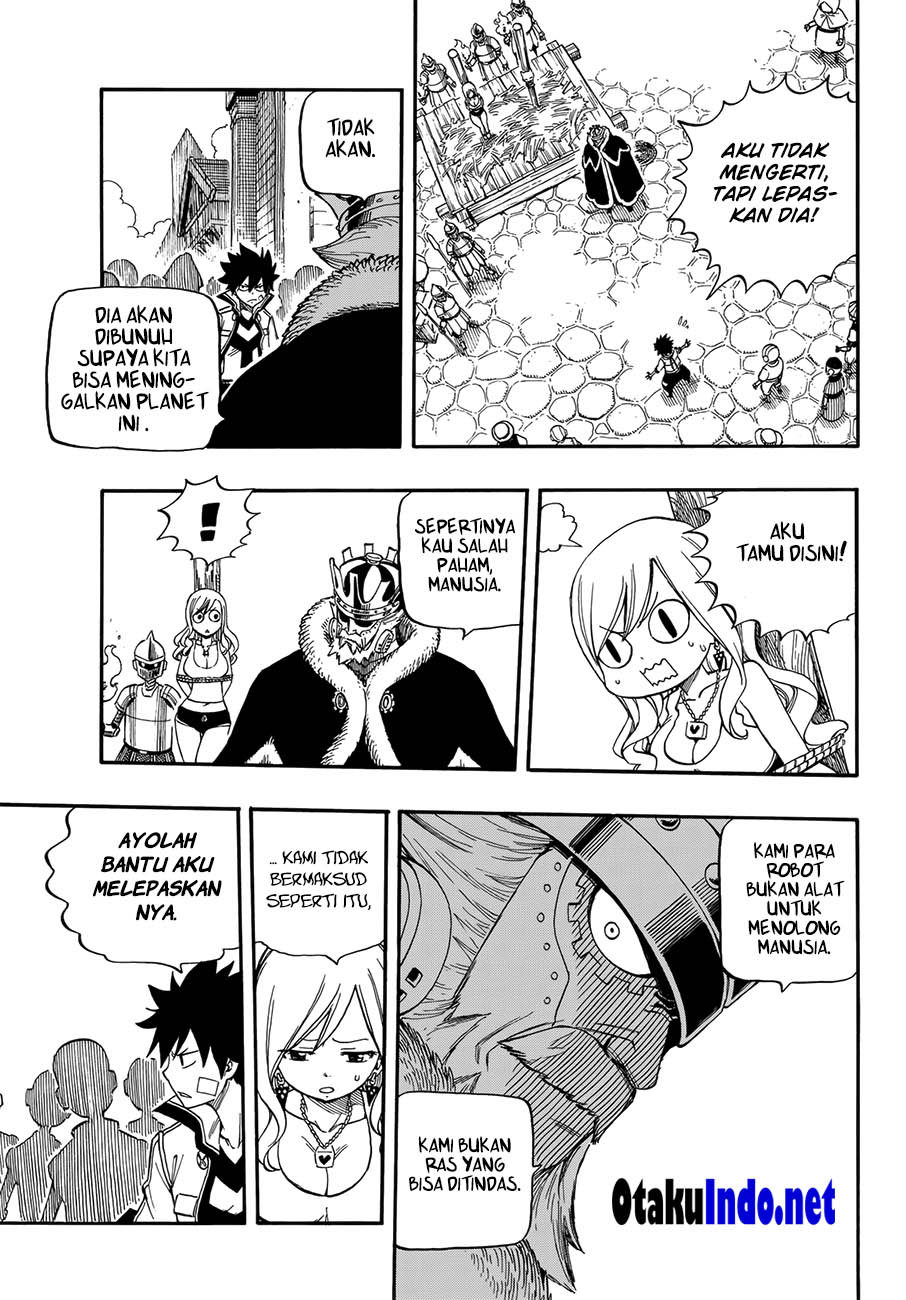 AKU TIDAK
MENGERTI,
TAPI LEPAS-
KAN DIA!
TIDAK
AKAN.
DIA AKAN
DIBUNUH
SUPAYA KITA
BISA MENING-
GALKAN PLANET
INI .
AKU
TAMU DISINI!
SEPERTINYA
KAU SALAH
PAHAM,
MANUSIA.
!
KAMI PARA
ROBOT
BUKAN ALAT
UNTUK
MENOLONG
MANUSIA.
KAMI BUKAN
RAS YANG
BISA DITINDAS.
... KAMI TIDAK
BERMAKSUD
SEPERTI ITU,
AYOLAH
BANTU AKU
MELEPASKAN
NYA.
OtakuIndo.net